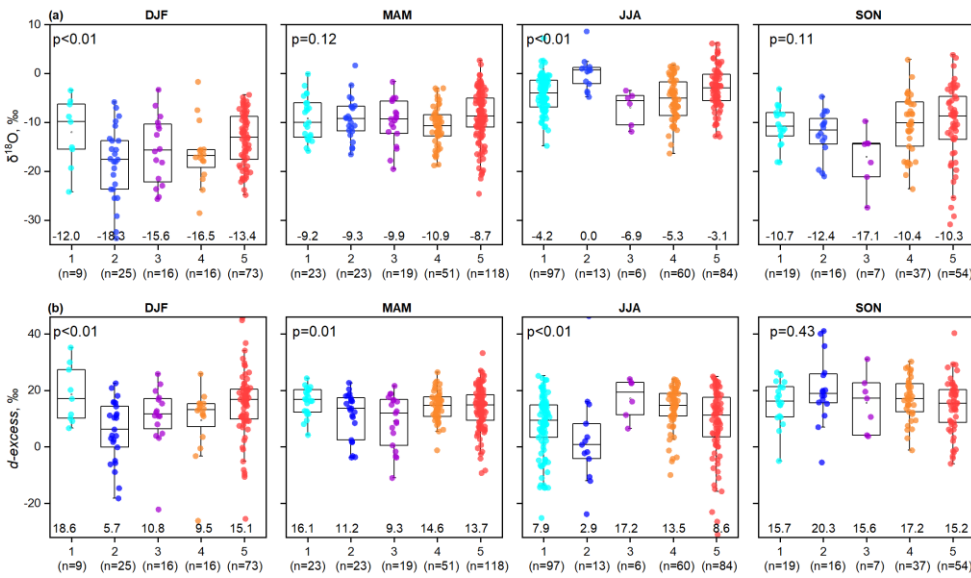 (a) DJF MAM JJA SON
10 p<0.01 p=0.12 p<0.01 p=0.11
0
-10
-20
-30
δ18O, ‰
-12.0 -18.3 -15.6 -16.5 -13.4 -9.2 -9.3 -9.9 -10.9 -8.7 -4.2 0.0 -6.9 -5.3 -3.1 -10.7 -12.4 -17.1 -10.4 -10.3
1 2 3 4 5 1 2 3 4 5 1 2 3 4 5 1 2 3 4 5
(n=9) (n=25) (n=16) (n=16) (n=73) (n=23) (n=23) (n=19) (n=51) (n=118) (n=97) (n=13) (n=6) (n=60) (n=84) (n=19) (n=16) (n=7) (n=37) (n=54)
(b) DJF MAM JJA SON
40 p<0.01 p=0.01 p<0.01 p=0.43
20
0
-20
d-excess, ‰
18.6 5.7 10.8 9.5 15.1 16.1 11.2 9.3 14.6 13.7 7.9 2.9 17.2 13.5 8.6 15.7 20.3 15.6 17.2 15.2
1 2 3 4 5 1 2 3 4 5 1 2 3 4 5 1 2 3 4 5
(n=9) (n=25) (n=16) (n=16) (n=73) (n=23) (n=23) (n=19) (n=51) (n=118) (n=97) (n=13) (n=6) (n=60) (n=84) (n=19) (n=16) (n=7) (n=37) (n=54)